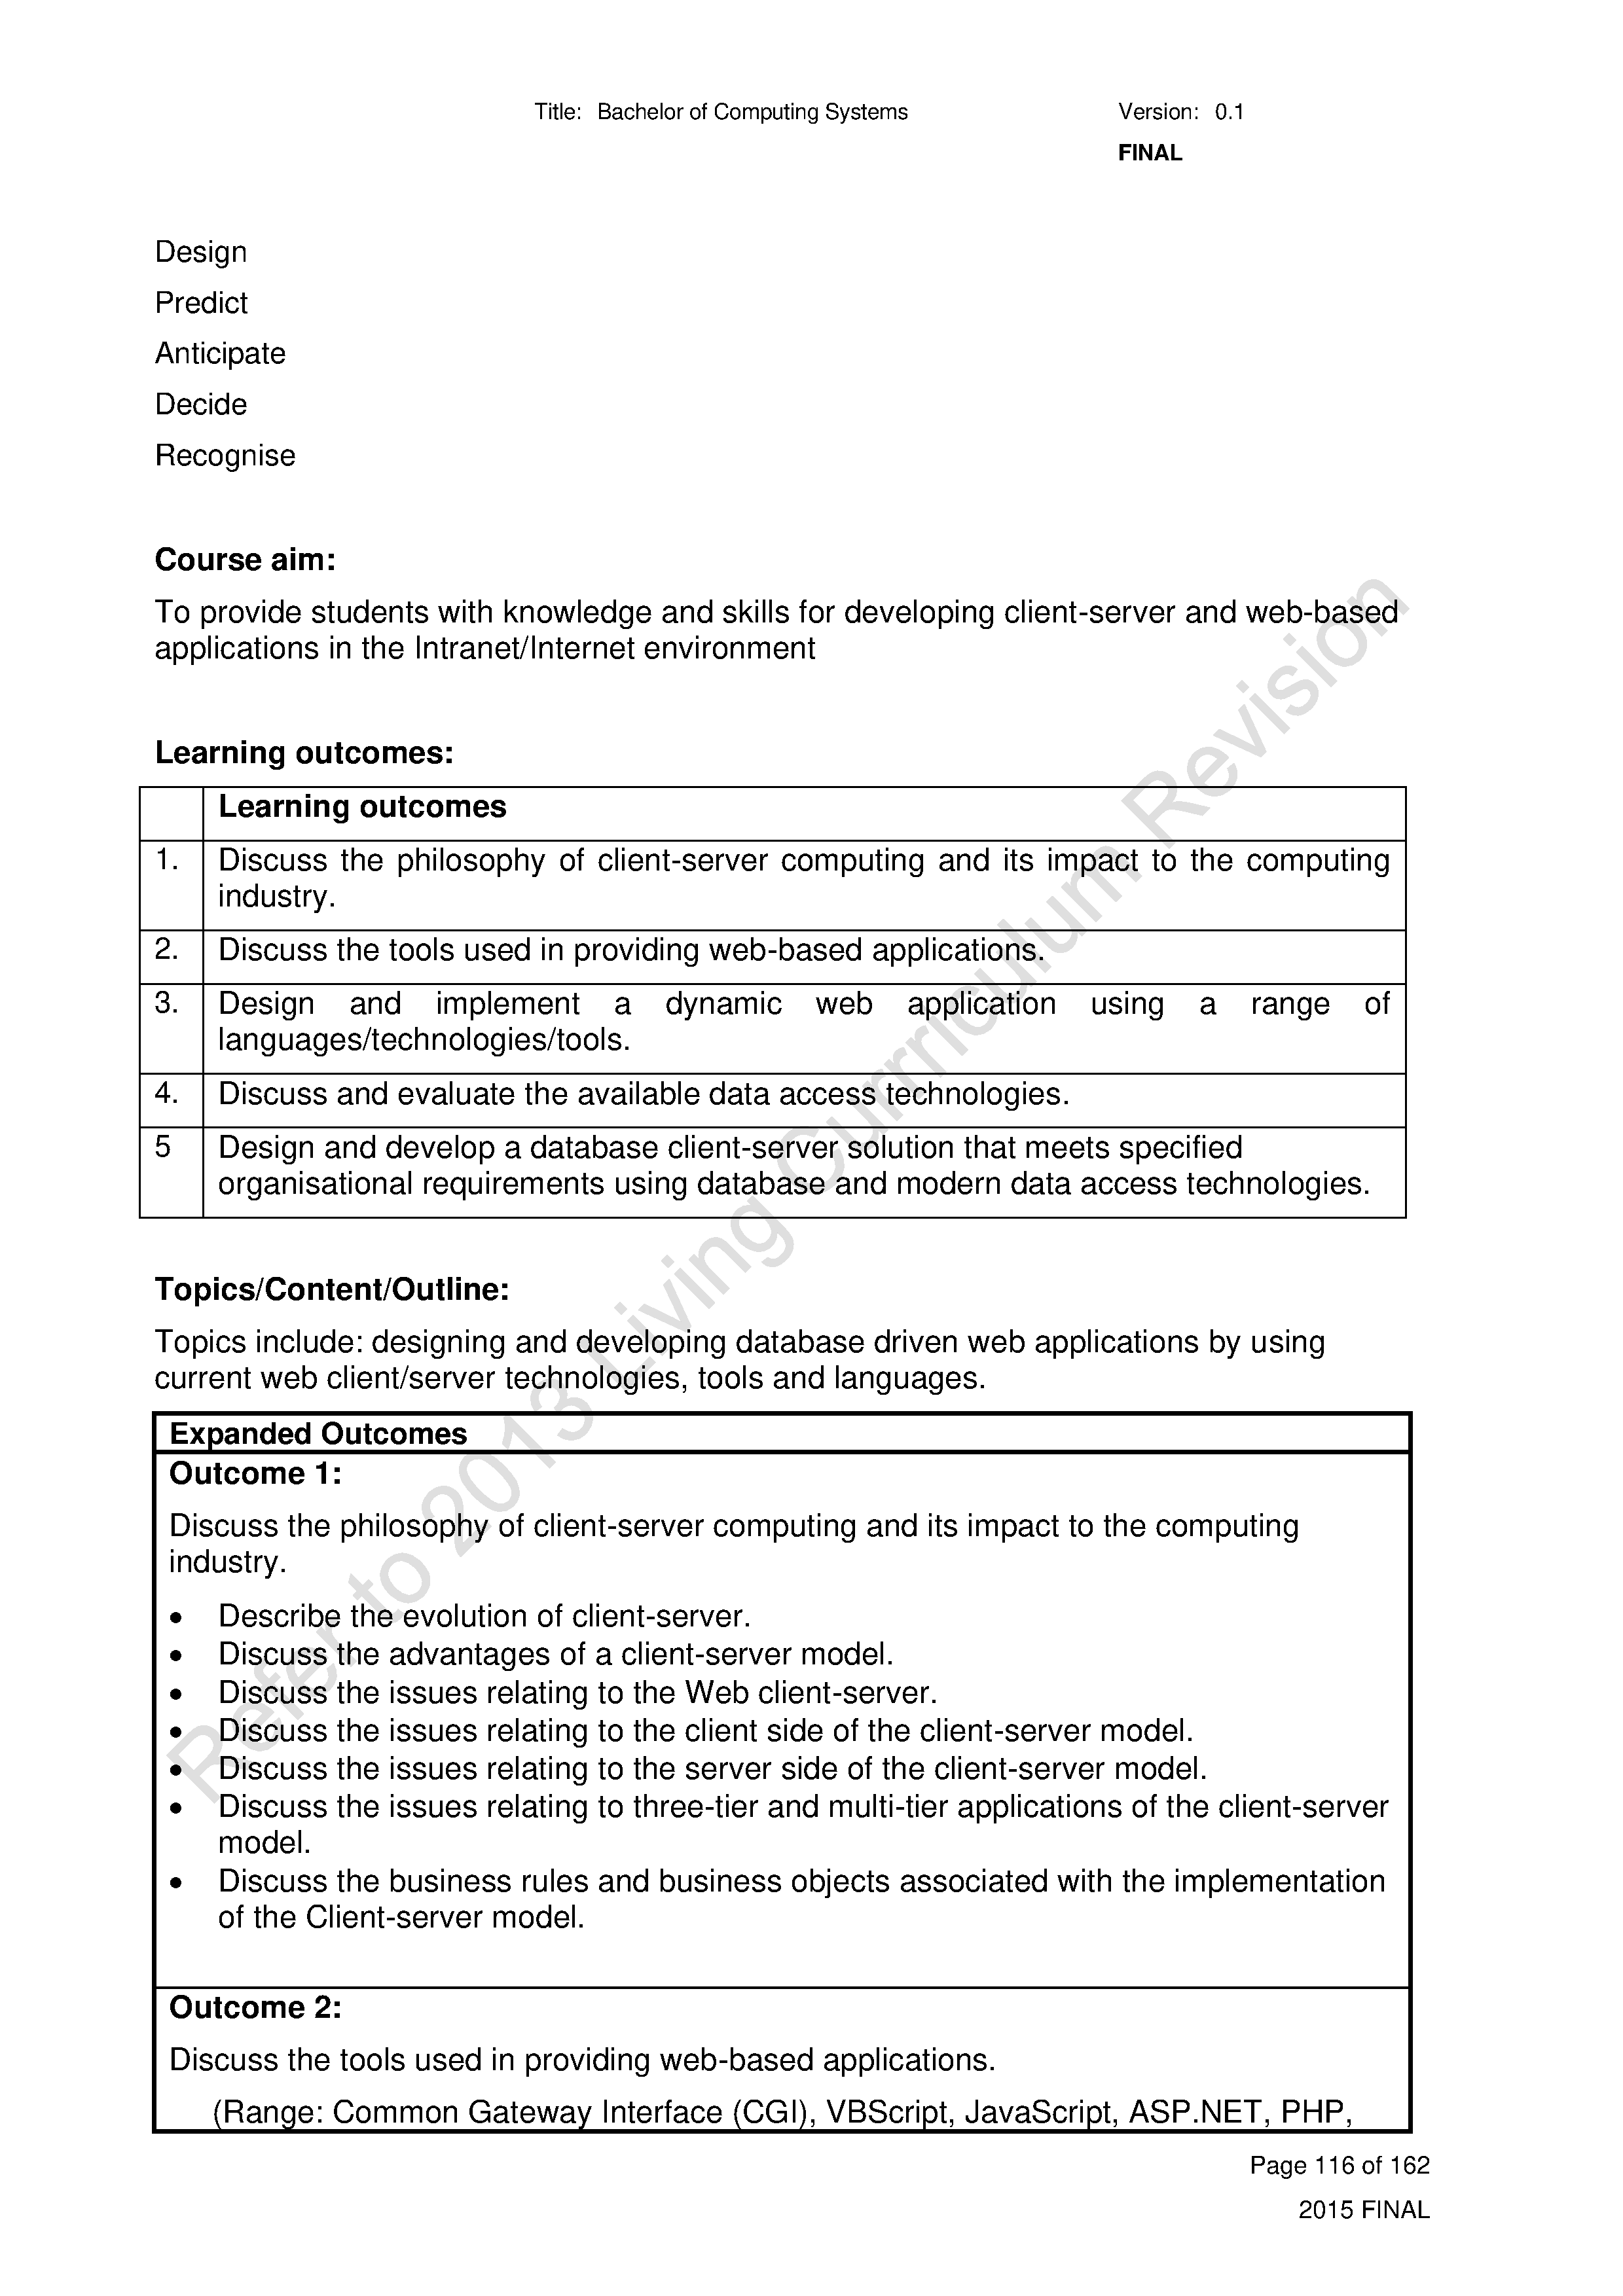 Title: Bachelor of Computing Systems Version: 0.1
FINAL
Design
Predict
Anticipate
Decide
Recognise
Course aim:
To provide students with knowledge and skills for developing client-server and web-based
applications in the Intranet/Internet environment
Learning outcomes:
Learning outcomes
1. Discuss the philosophy of client-server computing and its impact to the computing
industry.
2. Discuss the tools used in providing web-based applications.
3. Design and implement a dynamic web application using a range of
languages/technologies/tools.
4. Discuss and evaluate the available data access technologies.
5 Design and develop a database client-server solution that meets specified
organisational requirements using database and modern data access technologies.
Topics/Content/Outline:
Topics include: designing and developing database driven web applications by using
current web client/server technologies, tools and languages.
Expanded Outcomes
Outcome 1:
Discuss the philosophy of client-server computing and its impact to the computing
industry.
• Describe the evolution of client-server.
• Discuss the advantages of a client-server model.
• Discuss the issues relating to the Web client-server.
• Discuss the issues relating to the client side of the client-server model.
• Discuss the issues relating to the server side of the client-server model.
• Discuss the issues relating to three-tier and multi-tier applications of the client-server
model.
• Discuss the business rules and business objects associated with the implementation
of the Client-server model.
Outcome 2:
Discuss the tools used in providing web-based applications.
(Range: Common Gateway Interface (CGI), VBScript, JavaScript, ASP.NET, PHP,
Page 116 of 162
2015 FINAL
Refer to 2013 Living Currriculum Revision